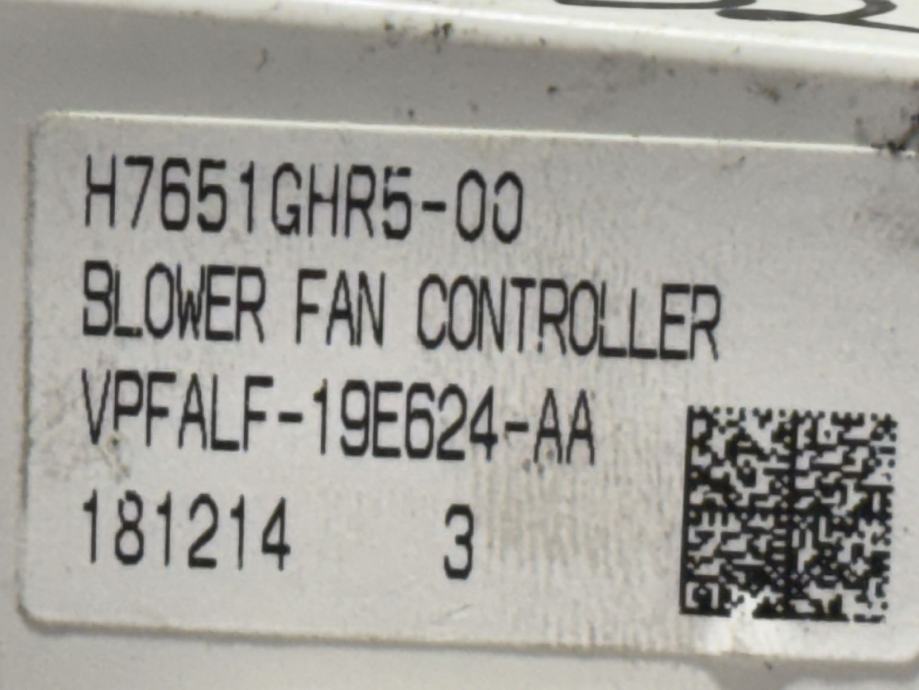 H7651GHR5-00
BLOWER FAN CONTROLLER
VPFALF-19E624-AA
181214 3